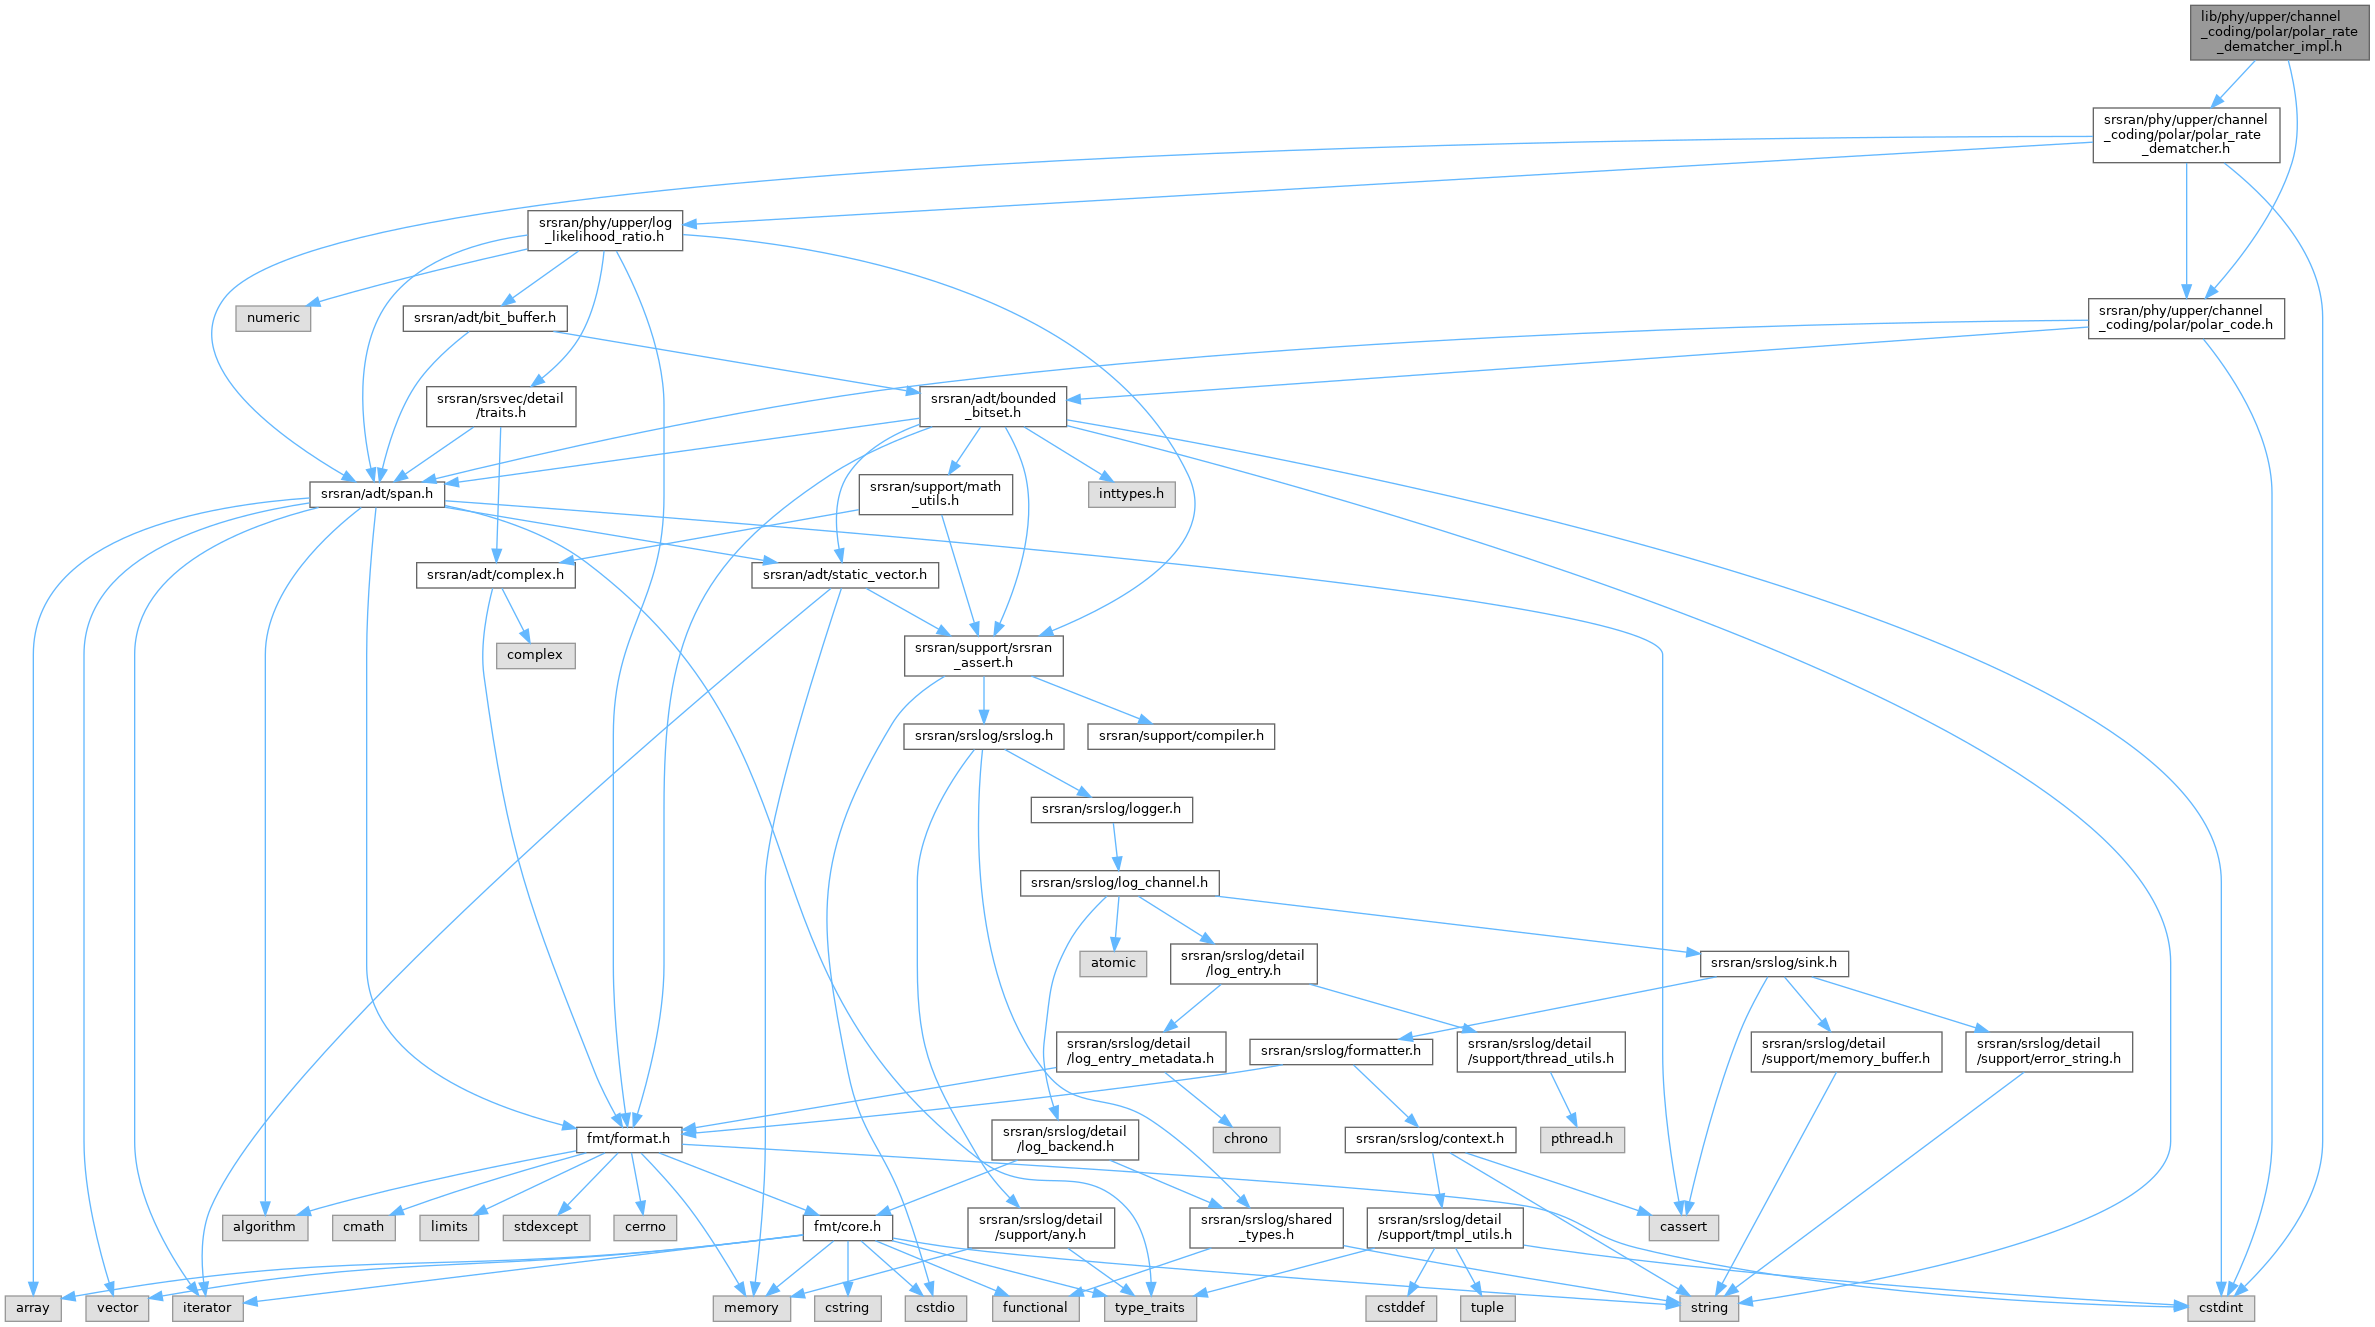 lib/phy/upper/channel
_coding/polar/polar_rate
_dematcher_impl.h
srsran/phy/upper/channel
_coding/polar/polar_rate
_dematcher.h
srsran/phy/upper/log
_likelihood_ratio.h
numeric
srsran/adt/bit_buffer.h
srsran/phy/upper/channel
_coding/polar/polar_code.h
srsran/srsvec/detail
/traits.h
srsran/adt/bounded
_bitset.h
srsran/adt/span.h
srsran/support/math
_utils.h
inttypes.h
srsran/adt/complex.h
srsran/adt/static_vector.h
complex
srsran/support/srsran
_assert.h
srsran/srslog/srslog.h
srsran/support/compiler.h
srsran/srslog/logger.h
srsran/srslog/log_channel.h
atomic
srsran/srslog/detail
/log_entry.h
srsran/srslog/sink.h
srsran/srslog/detail
/log_entry_metadata.h
srsran/srslog/formatter.h
srsran/srslog/detail
/support/thread_utils.h
srsran/srslog/detail
/support/memory_buffer.h
srsran/srslog/detail
/support/error_string.h
fmt/format.h
srsran/srslog/detail
/log_backend.h
chrono
srsran/srslog/context.h
pthread.h
algorithm
cmath
limits
stdexcept
cerrno
fmt/core.h
srsran/srslog/detail
/support/any.h
srsran/srslog/shared
_types.h
srsran/srslog/detail
/support/tmpl_utils.h
cassert
array
vector
iterator
memory
cstring
cstdio
functional
type_traits
cstddef
tuple
string
cstdint